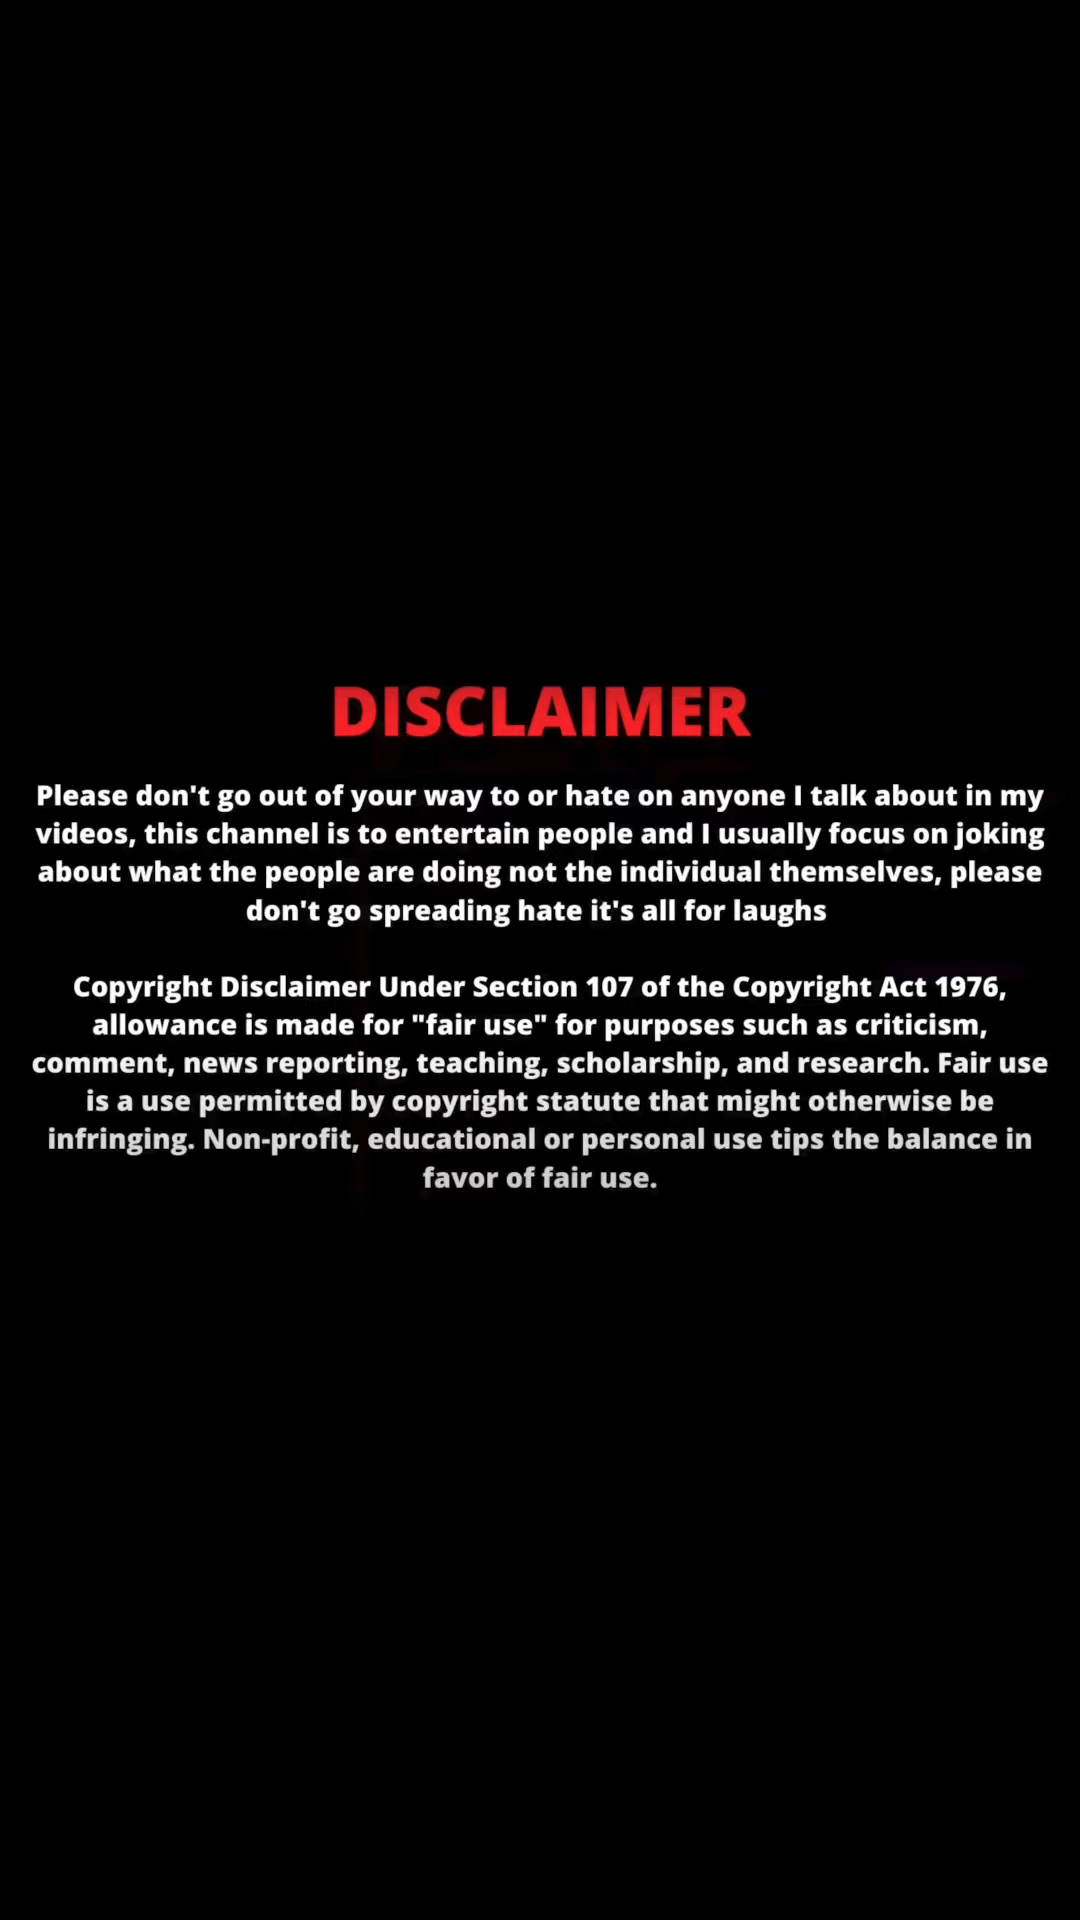 DISCLAIMER
Please don't go out of your way to or hate on anyone I talk about in my
videos, this channel is to entertain people and I usually focus on joking
about what the people are doing not the individual themselves, please
don't go spreading hate it's all for laughs
Copyright Disclaimer Under Section 107 of the Copyright Act 1976,
allowance is made for "fair use" for purposes such as criticism,
comment, news reporting, teaching, scholarship, and research. Fair use
is a use permitted by copyright statute that might otherwise be
infringing. Non-profit, educational or personal use tips the balance in
favor of fair use.